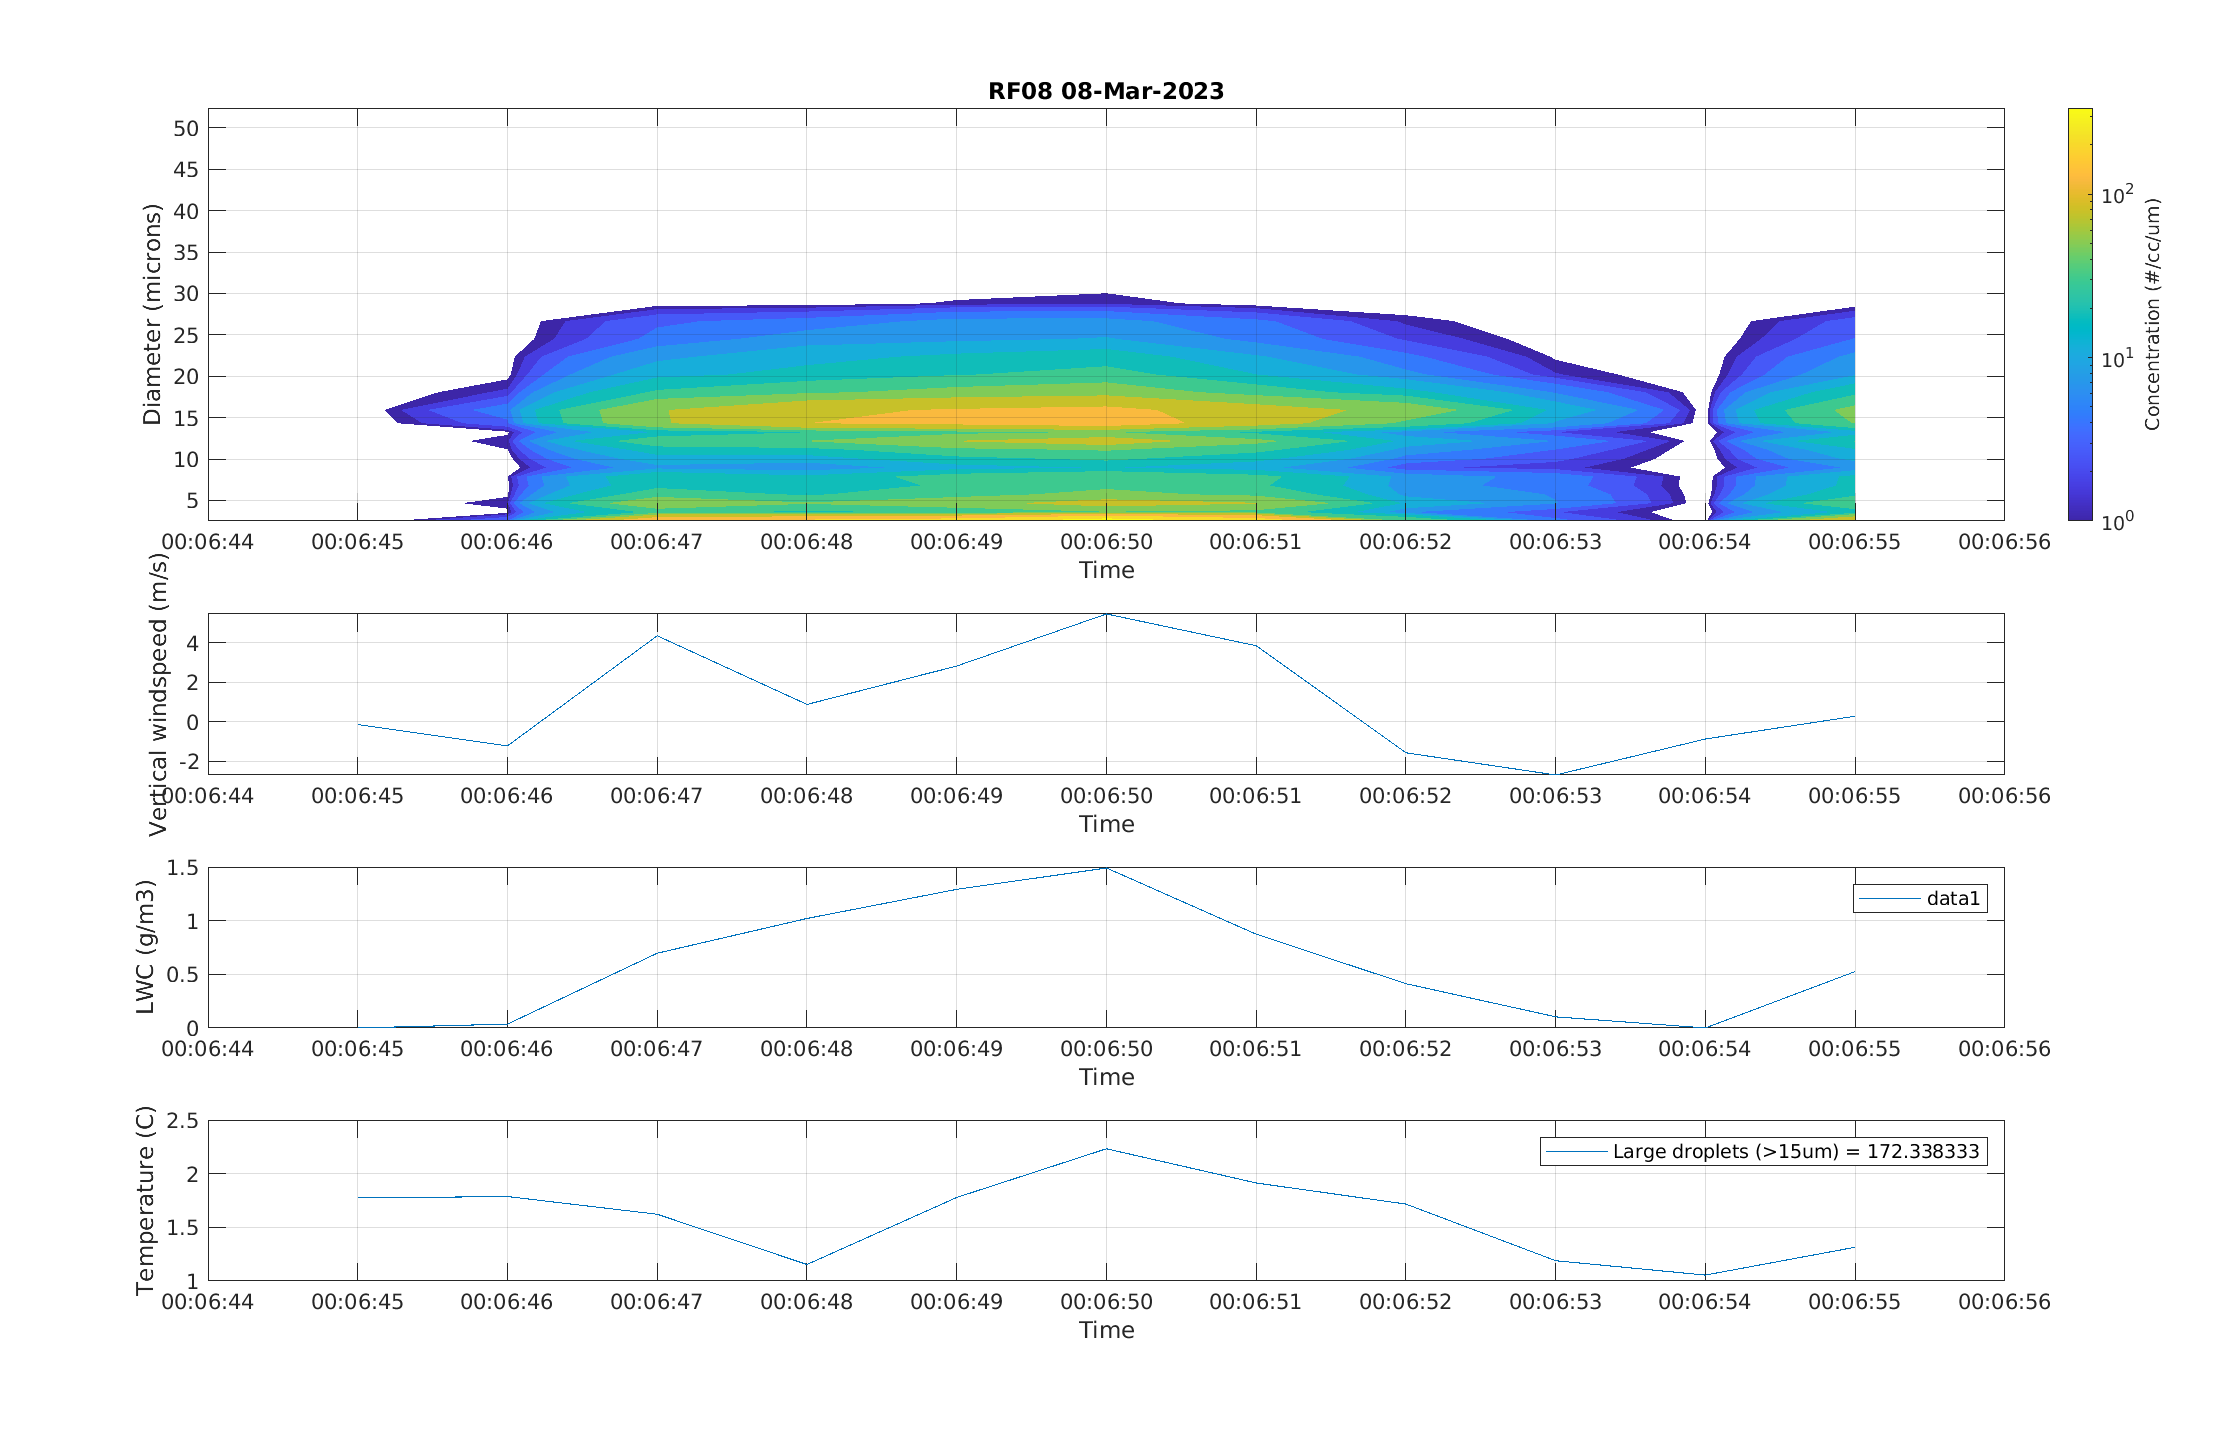 RF08 08-Mar-2023
Diameter (microns)
50
45
40
35
30
25
20
15
10
5
00:06:44 00:06:45 00:06:46 00:06:47 00:06:48 00:06:49 00:06:50 00:06:51 00:06:52 00:06:53 00:06:54 00:06:55 00:06:56
Time
10^2
10^1
10^0
Concentration (#/cc/um)
Vertical windspeed (m/s)
4
2
0
-2
00:06:44 00:06:45 00:06:46 00:06:47 00:06:48 00:06:49 00:06:50 00:06:51 00:06:52 00:06:53 00:06:54 00:06:55 00:06:56
Time
LWC (g/m3)
1.5
1
0.5
0
data1
00:06:44 00:06:45 00:06:46 00:06:47 00:06:48 00:06:49 00:06:50 00:06:51 00:06:52 00:06:53 00:06:54 00:06:55 00:06:56
Time
Temperature (C)
2.5
2
1.5
1
Large droplets (>15um) = 172.338333
00:06:44 00:06:45 00:06:46 00:06:47 00:06:48 00:06:49 00:06:50 00:06:51 00:06:52 00:06:53 00:06:54 00:06:55 00:06:56
Time